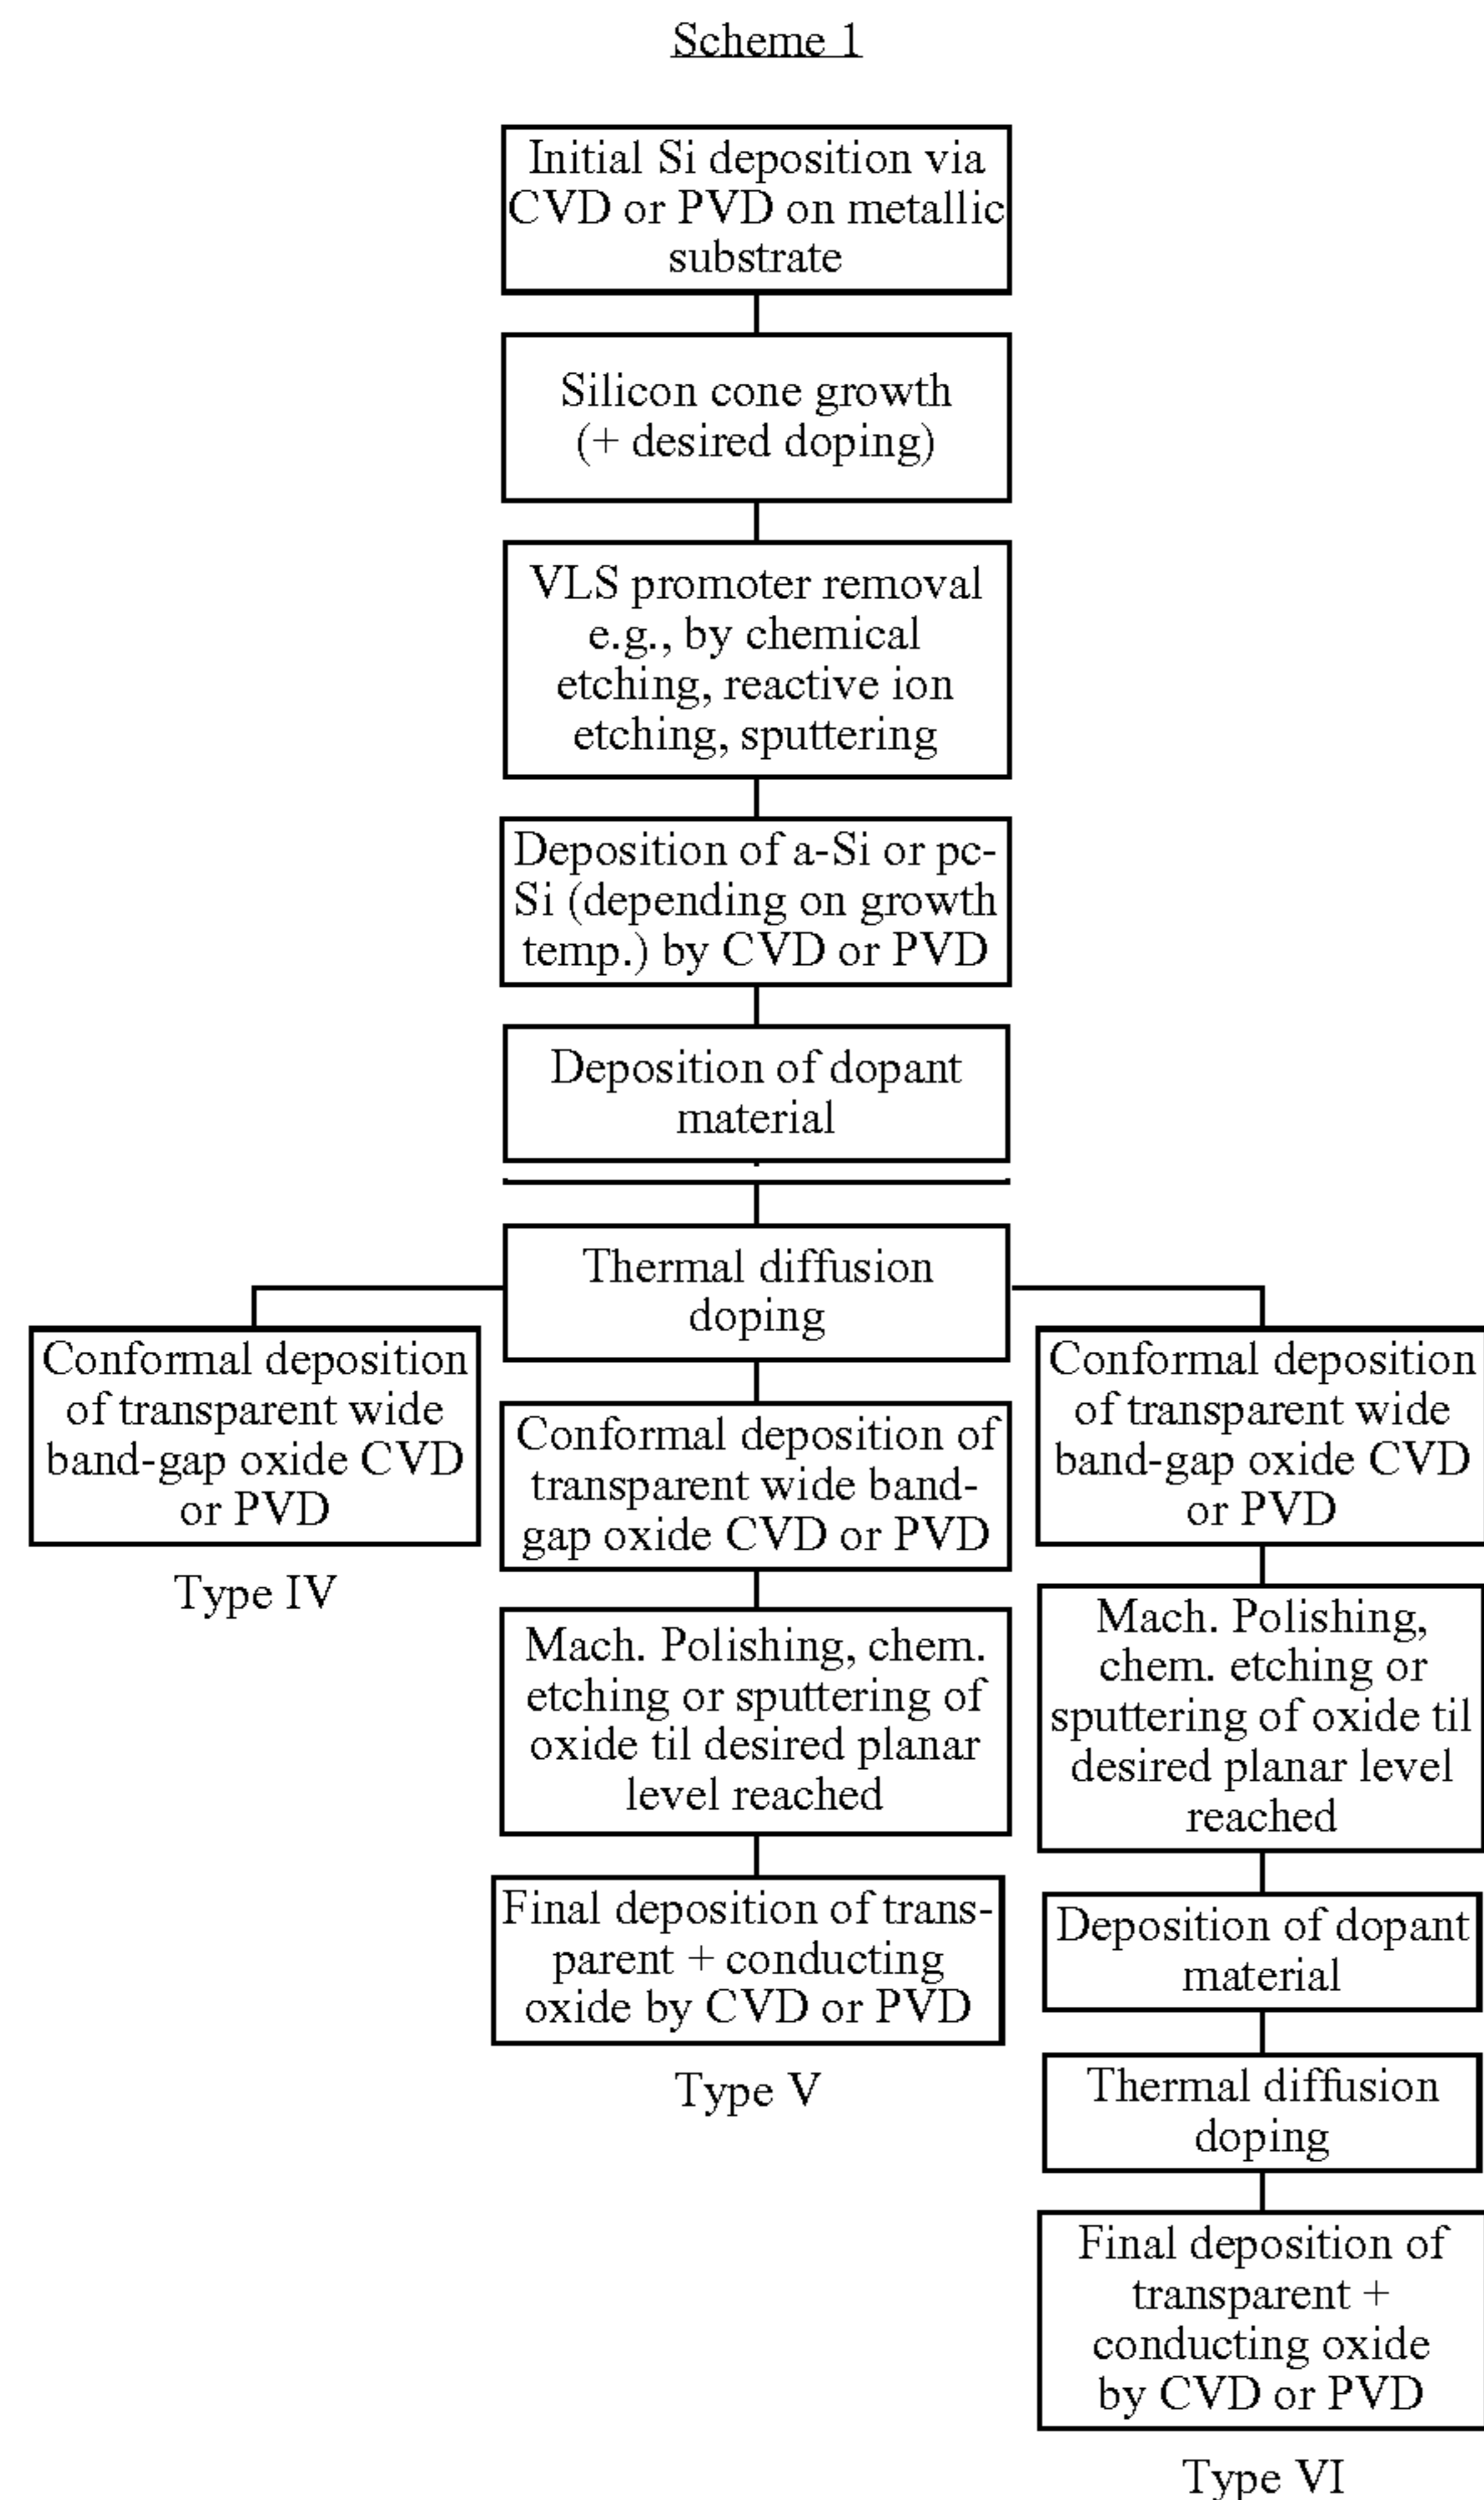 Scheme 1
Initial Si deposition via
CVD or PVD on metallic
substrate
Silicon cone growth
(+ desired doping)
VLS promoter removal
e.g., by chemical
etching, reactive ion
etching, sputtering
Deposition of a-Si or pc-
Si (depending on growth
temp.) by CVD or PVD
Deposition of dopant
material
Thermal diffusion
doping
Conformal deposition
of transparent wide
band-gap oxide CVD
or PVD
Type IV
Conformal deposition of
transparent wide band-
gap oxide CVD or PVD
Mach. Polishing, chem.
etching or sputtering of
oxide til desired planar
level reached
Final deposition of trans-
parent + conducting
oxide by CVD or PVD
Type V
Conformal deposition
of transparent wide
band-gap oxide CVD
or PVD
Mach. Polishing,
chem. etching or
sputtering of oxide til
desired planar level
reached
Deposition of dopant
material
Thermal diffusion
doping
Final deposition of
transparent +
conducting oxide
by CVD or PVD
Type VI